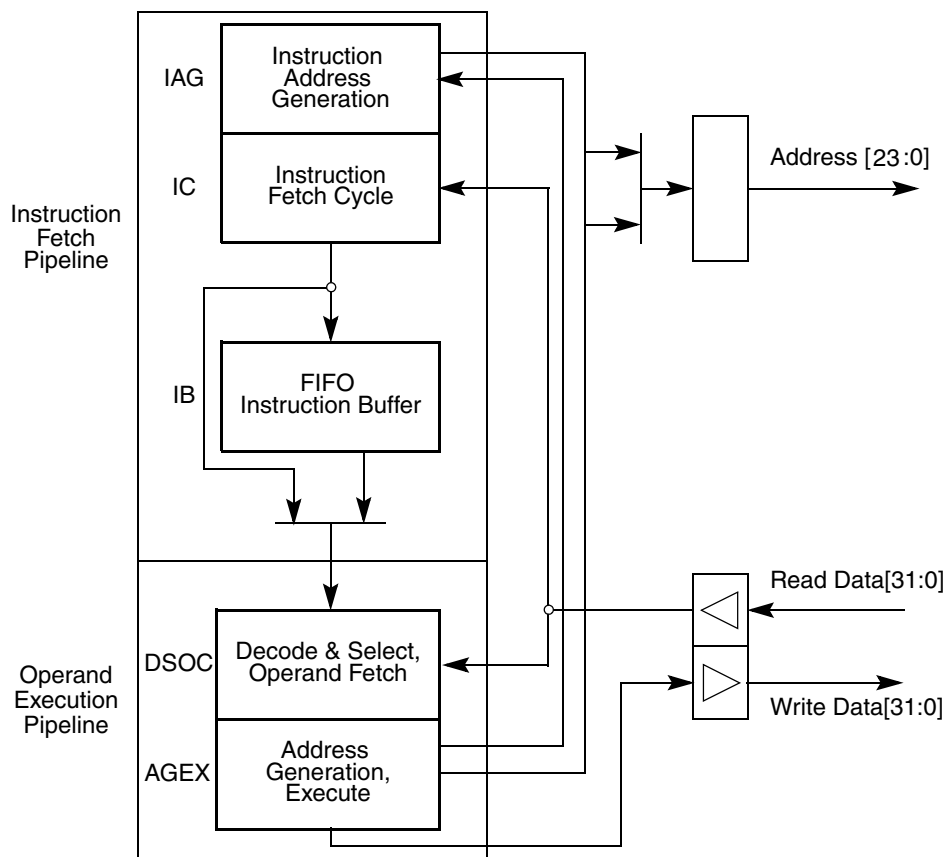 IAG
Instruction
Address
Generation
IC
Instruction
Fetch Cycle
Address [23:0]
Instruction
Fetch
Pipeline
IB
FIFO
Instruction Buffer
Read Data[31:0]
DSOC
Decode & Select,
Operand Fetch
Write Data[31:0]
Operand
Execution
Pipeline
AGEX
Address
Generation,
Execute